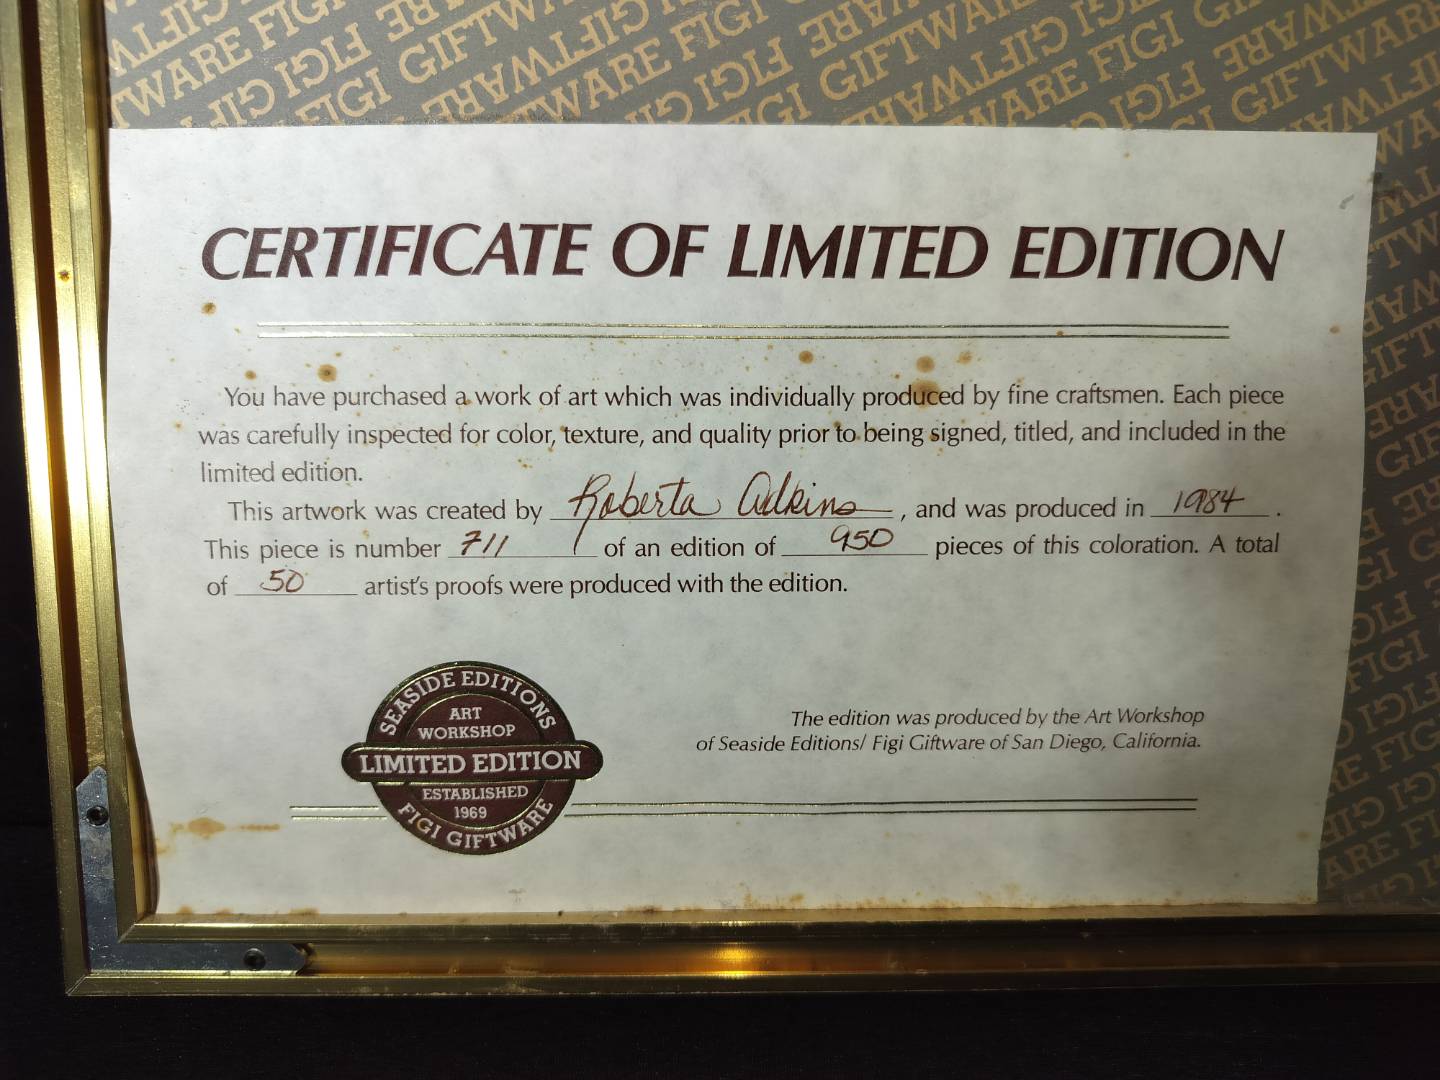 FIGI GIFTWARE FIGI GIFTWARE
CERTIFICATE OF LIMITED EDITION
You have purchased a work of art which was individually produced by fine craftsmen. Each piece
was carefully inspected for color, texture, and quality prior to being signed, titled, and included in the
limited edition.
This artwork was created by Roberta Adkins, and was produced in 1984.
This piece is number 711 of an edition of 950 pieces of this coloration. A total
of 50 artist's proofs were produced with the edition.
SEASIDE EDITIONS
ART
WORKSHOP
LIMITED EDITION
ESTABLISHED
1969
FIGI GIFTWARE
The edition was produced by the Art Workshop
of Seaside Editions/ Figi Giftware of San Diego, California.